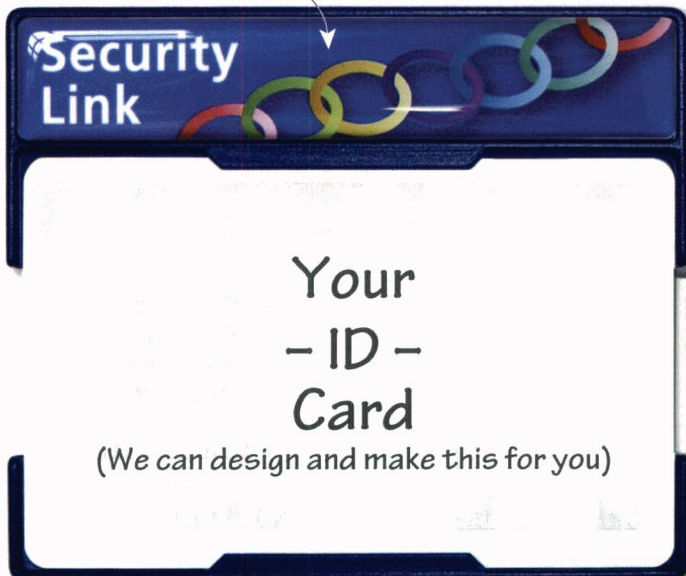 Security
Link
Your
– ID –
Card
(We can design and make this for you)